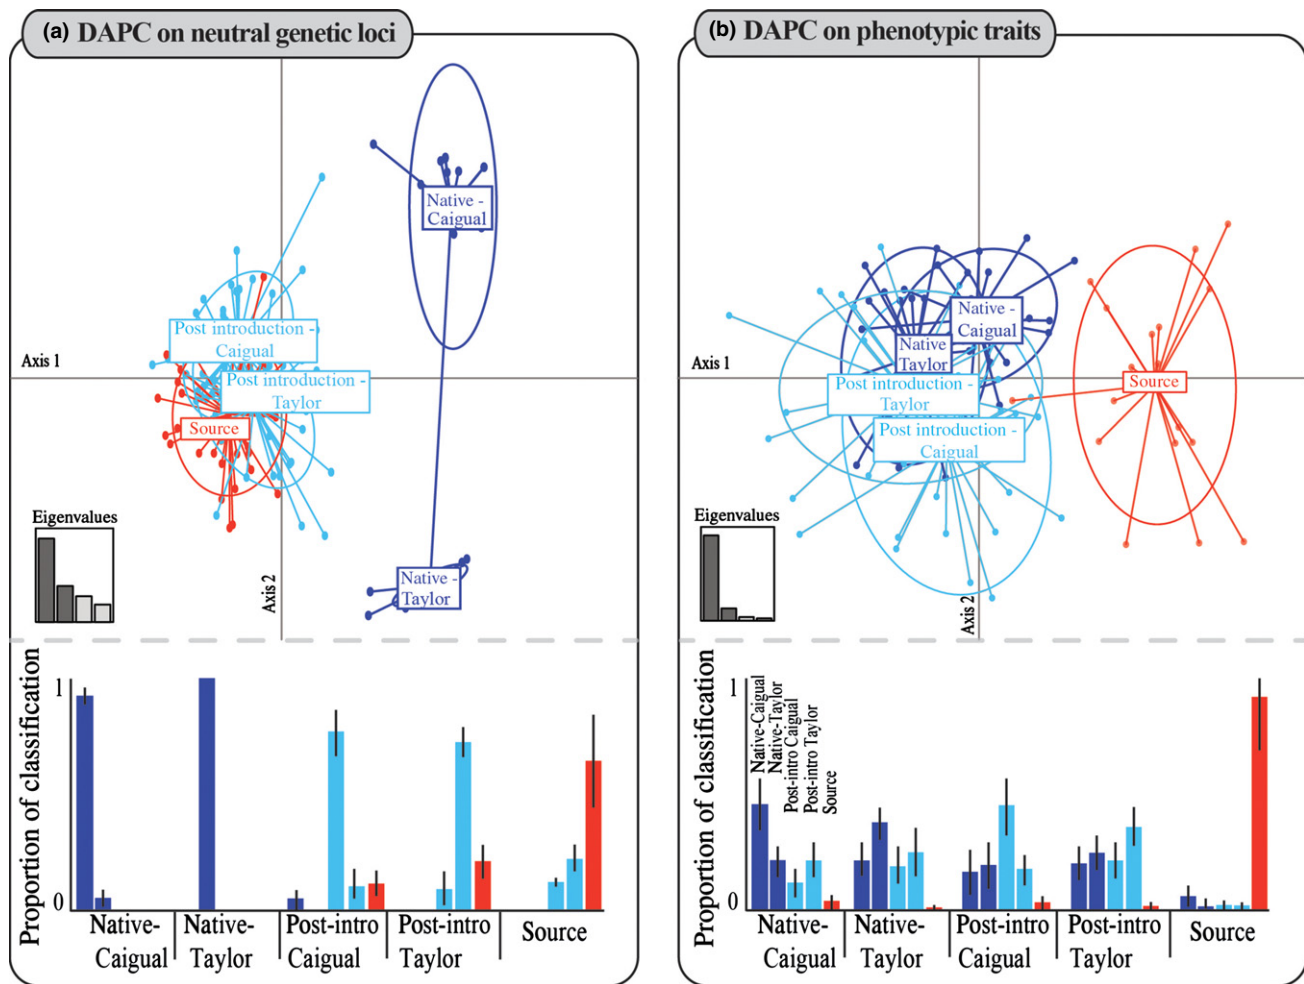 (a) DAPC on neutral genetic loci
Native -
Caigual
Post introduction -
Caigual
Axis 1
Post introduction -
Taylor
Source
Eigenvalues
Axis 2
Native -
Taylor
Proportion of classification
1
0
Native-
Caigual
Native-
Taylor
Post-intro
Caigual
Post-intro
Taylor
Source
(b) DAPC on phenotypic traits
Native -
Caigual
Native
Taylor
Axis 1
Post introduction -
Taylor
Source
Post introduction -
Caigual
Eigenvalues
Axis 2
Proportion of classification
1
0
Native-Caigual
Native-Taylor
Post-intro Caigual
Post-intro Taylor
Source
Native-
Caigual
Native-
Taylor
Post-intro
Caigual
Post-intro
Taylor
Source